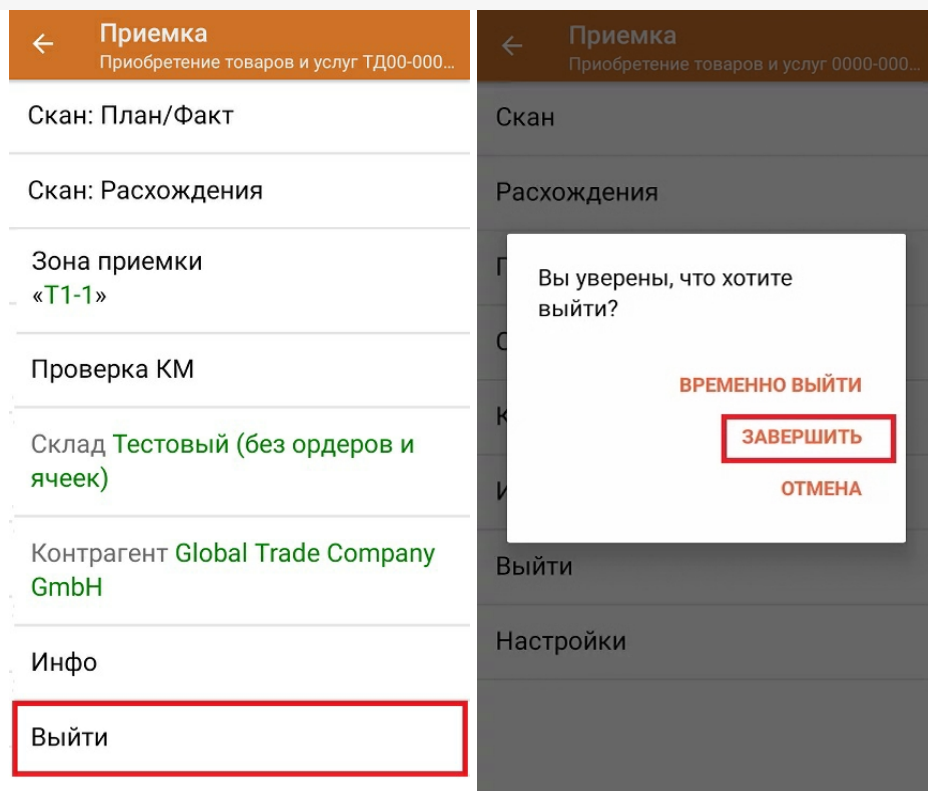 Приемка
Приобретение товаров и услуг ТД00-000...
Скан: План/Факт
Скан: Расхождения
Зона приемки
«Т1-1»
Проверка КМ
Склад Тестовый (без ордеров и
ячеек)
Контрагент Global Trade Company
GmbH
Инфо
Выйти
Приемка
Приобретение товаров и услуг 0000-000...
Скан
Расхождения
Вы уверены, что хотите
выйти?
ВРЕМЕННО ВЫЙТИ
ЗАВЕРШИТЬ
ОТМЕНА
Выйти
Настройки